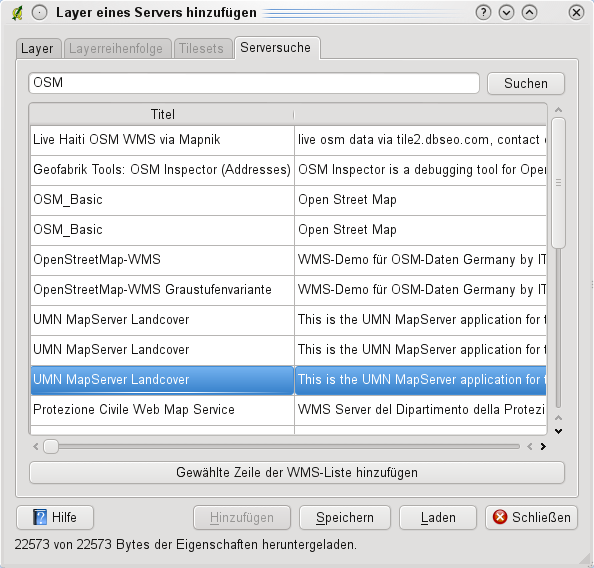 Layer eines Servers hinzufügen
Layer Layerreihenfolge Tilesets Serversuche
OSM Suchen
Titel
Live Haiti OSM WMS via Mapnik live osm data via tile2.dbseo.com, contact
Geofabrik Tools: OSM Inspector (Addresses) OSM Inspector is a debugging tool for Ope
OSM_Basic Open Street Map
OSM_Basic Open Street Map
OpenStreetMap-WMS WMS-Demo für OSM-Daten Germany by IT
OpenStreetMap-WMS Graustufenvariante WMS-Demo für OSM-Daten Germany by IT
UMN MapServer Landcover This is the UMN MapServer application for t
UMN MapServer Landcover This is the UMN MapServer application for t
UMN MapServer Landcover This is the UMN MapServer application for t
Protezione Civile Web Map Service WMS Server del Dipartimento della Protezi
Gewählte Zeile der WMS-Liste hinzufügen
Hilfe Hinzufügen Speichern Laden Schließen
22573 von 22573 Bytes der Eigenschaften heruntergeladen.